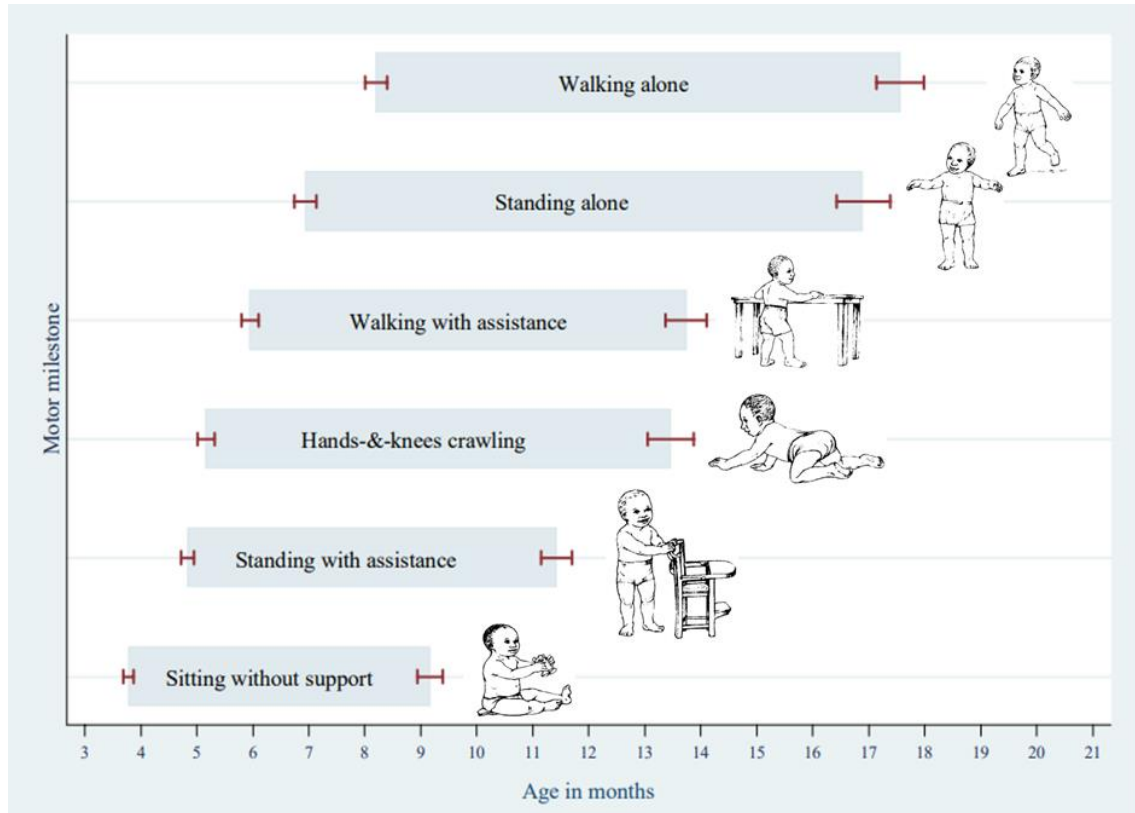 Walking alone
Standing alone
Walking with assistance
Hands-&-knees crawling
Standing with assistance
Sitting without support
Motor milestone
3 4 5 6 7 8 9 10 11 12 13 14 15 16 17 18 19 20 21
Age in months